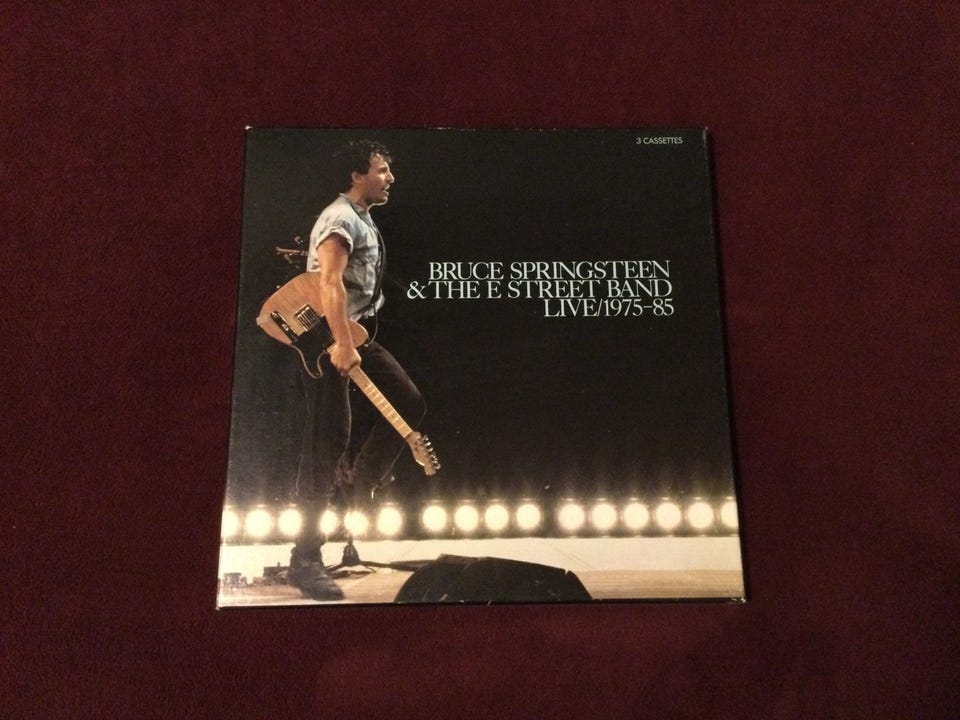 3 CASSETTES
BRUCE SPRINGSTEEN
& THE E STREET BAND
LIVE/1975–85